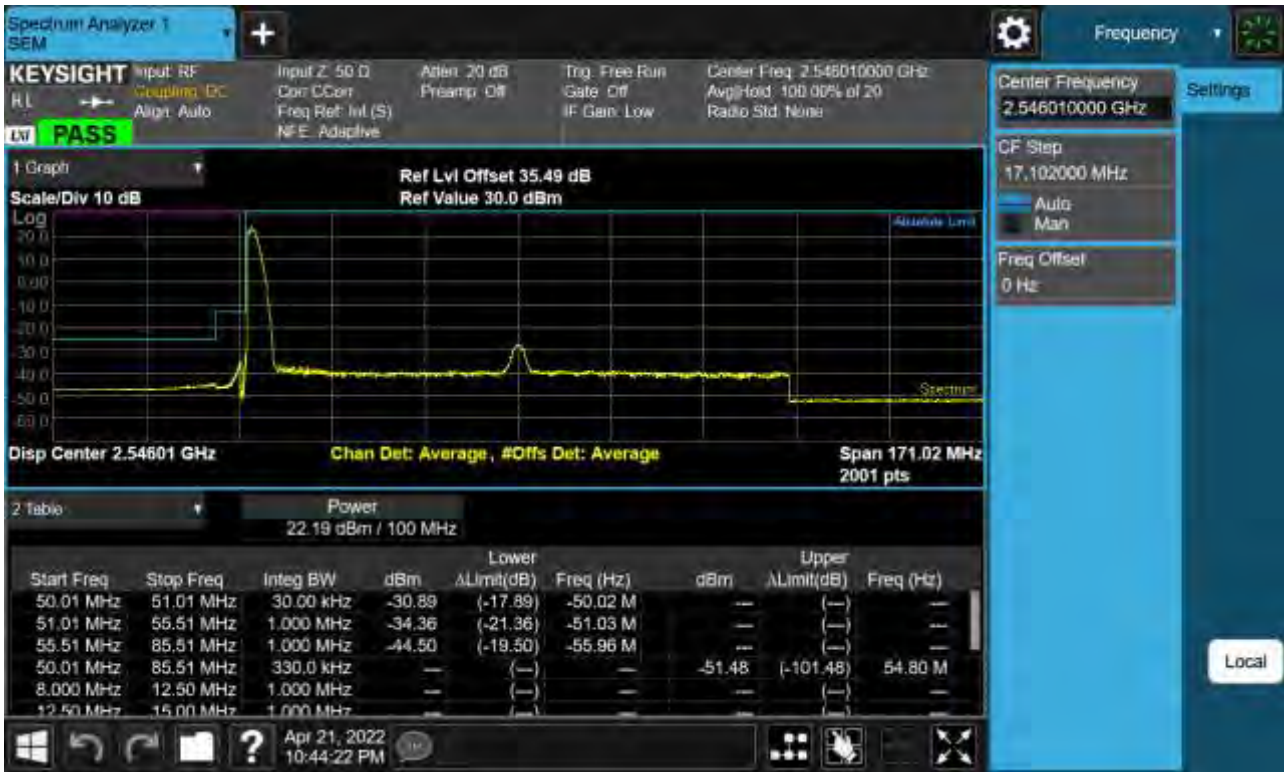 Spectrum Analyzer 1
SEM
Frequency
KEYSIGHT
Input: RF
Coupling: DC
Align: Auto
Input Z: 50 Ω
Corr CCorr
Freq Ref: Int (S)
NFE: Adaptive
Atten: 20 dB
Preamp: Off
Trig: Free Run
Gate: Off
IF Gain: Low
Center Freq: 2.546010000 GHz
Avg|Hold: 100.00% of 20
Radio Std: None
RL
PASS
Center Frequency
2.546010000 GHz
Settings
CF Step
17.102000 MHz
Auto
Man
Freq Offset
0 Hz
1 Graph
Scale/Div 10 dB
Ref Lvl Offset 35.49 dB
Ref Value 30.0 dBm
Log
Absolute Limit
20.0
10.0
0.00
-10.0
-20.0
-30.0
-40.0
-50.0
-60.0
Spectrum
Disp Center 2.54601 GHz
Chan Det: Average, #Offs Det: Average
Span 171.02 MHz
2001 pts
2 Table
Power
22.19 dBm / 100 MHz
Lower Upper
Start Freq Stop Freq Integ BW dBm ΔLimit(dB) Freq (Hz) dBm ΔLimit(dB) Freq (Hz)
50.01 MHz 51.01 MHz 30.00 kHz -30.89 (-17.89) -50.02 M --- (---) ---
51.01 MHz 55.51 MHz 1.000 MHz -34.36 (-21.36) -51.03 M --- (---) ---
55.51 MHz 85.51 MHz 1.000 MHz -44.50 (-19.50) -55.96 M --- (---) ---
50.01 MHz 85.51 MHz 330.0 kHz --- (---) --- -51.48 (-101.48) 54.80 M
8.000 MHz 12.50 MHz 1.000 MHz --- (---) --- --- (---) ---
12.50 MHz 15.00 MHz 1.000 MHz --- (---) --- --- (---) ---
Local
?
Apr 21, 2022
10:44:22 PM